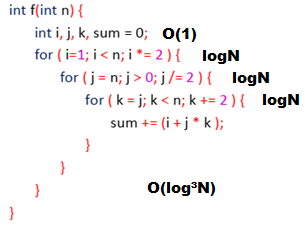 int f(int n) {
int i, j, k, sum = 0; O(1)
for ( i=1; i < n; i *= 2 ) { logN
for ( j = n; j > 0; j /= 2 ) { logN
for ( k = j; k < n; k += 2 ) { logN
sum += (i + j * k );
}
}
} O(log³N)
}